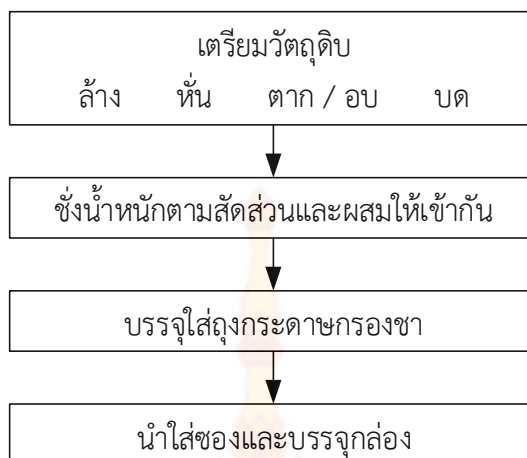 เตรียมวัตถุดิบ
ล้าง หั่น ตาก / อบ บด
ชั่งน้ำหนักตามสัดส่วนและผสมให้เข้ากัน
บรรจุใส่ถุงกระดาษกรองชา
นำใส่ซองและบรรจุกล่อง